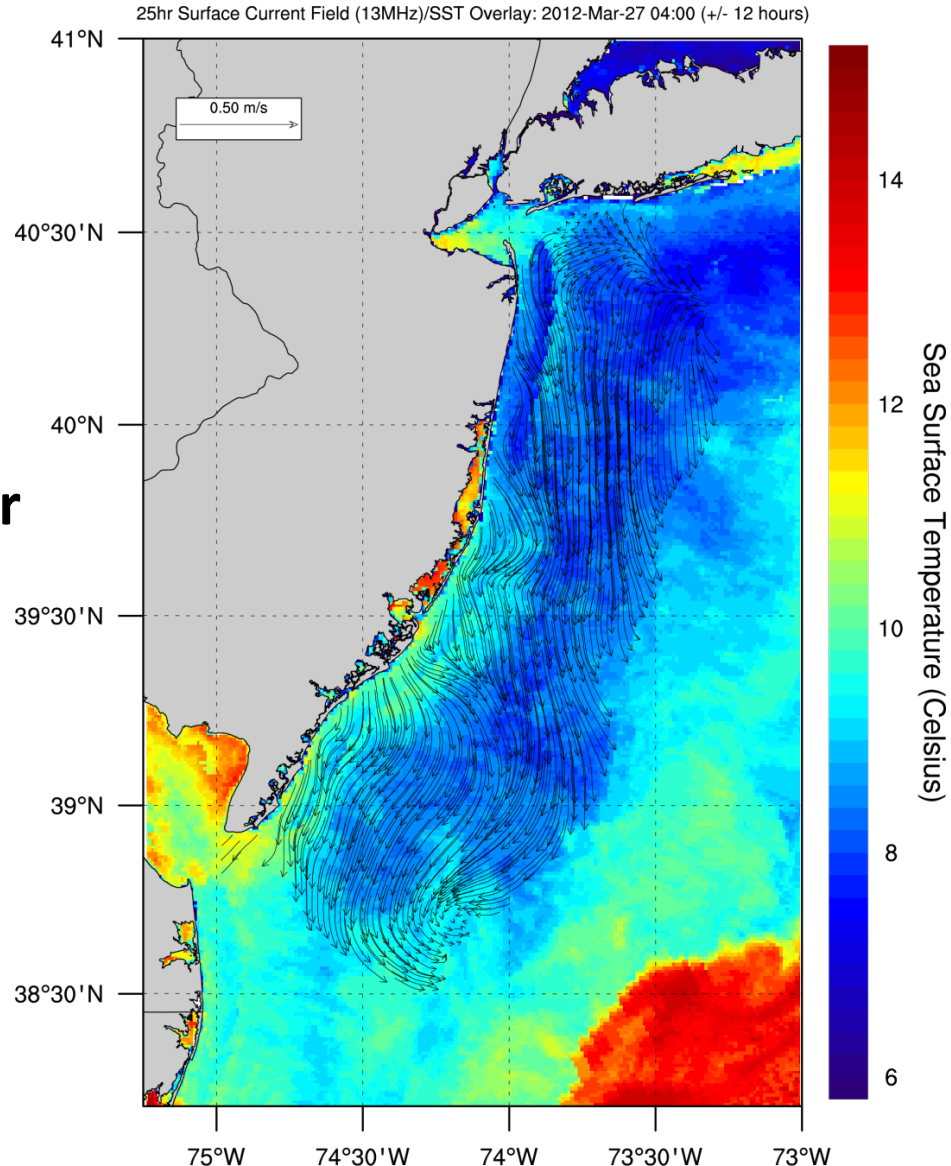 25hr Surface Current Field (13MHz)/SST Overlay: 2012-Mar-27 04:00 (+/- 12 hours)
41°N
0.50 m/s
14
40°30'N
12
40°N
r
39°30'N
10
Sea Surface Temperature (Celsius)
39°N
8
38°30'N
6
75°W
74°30'W
74°W
73°30'W
73°W